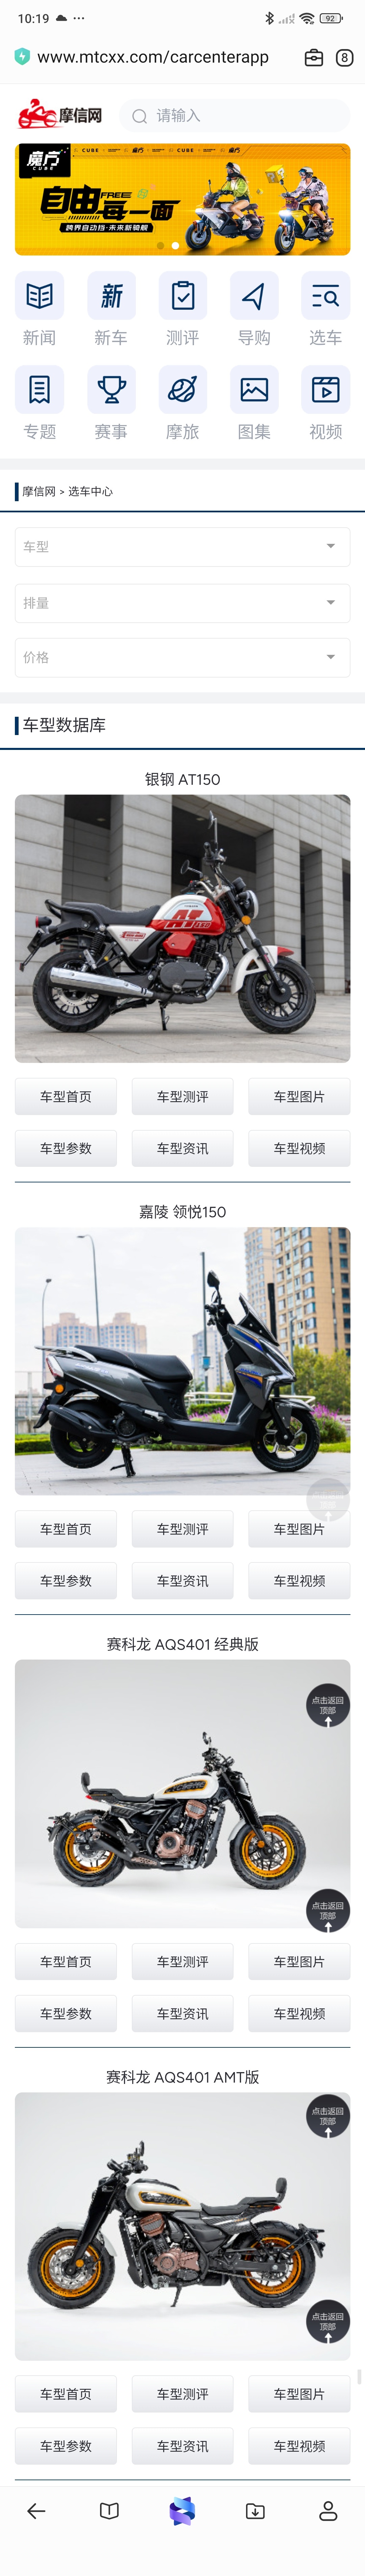 10:19
92
www.mtcxx.com/carcenterapp
8
摩信网
请输入
魔方
CUBE
自由每一面
FREE
跨界自动挡·未来新骑舰
新
新闻 新车 测评 导购 选车
专题 赛事 摩旅 图集 视频
摩信网 > 选车中心
车型
排量
价格
车型数据库
银钢 AT150
车型首页 车型测评 车型图片
车型参数 车型资讯 车型视频
嘉陵 领悦150
车型首页 车型测评 车型图片
车型参数 车型资讯 车型视频
赛科龙 AQS401 经典版
点击返回
顶部
点击返回
顶部
车型首页 车型测评 车型图片
车型参数 车型资讯 车型视频
赛科龙 AQS401 AMT版
点击返回
顶部
点击返回
顶部
车型首页 车型测评 车型图片
车型参数 车型资讯 车型视频